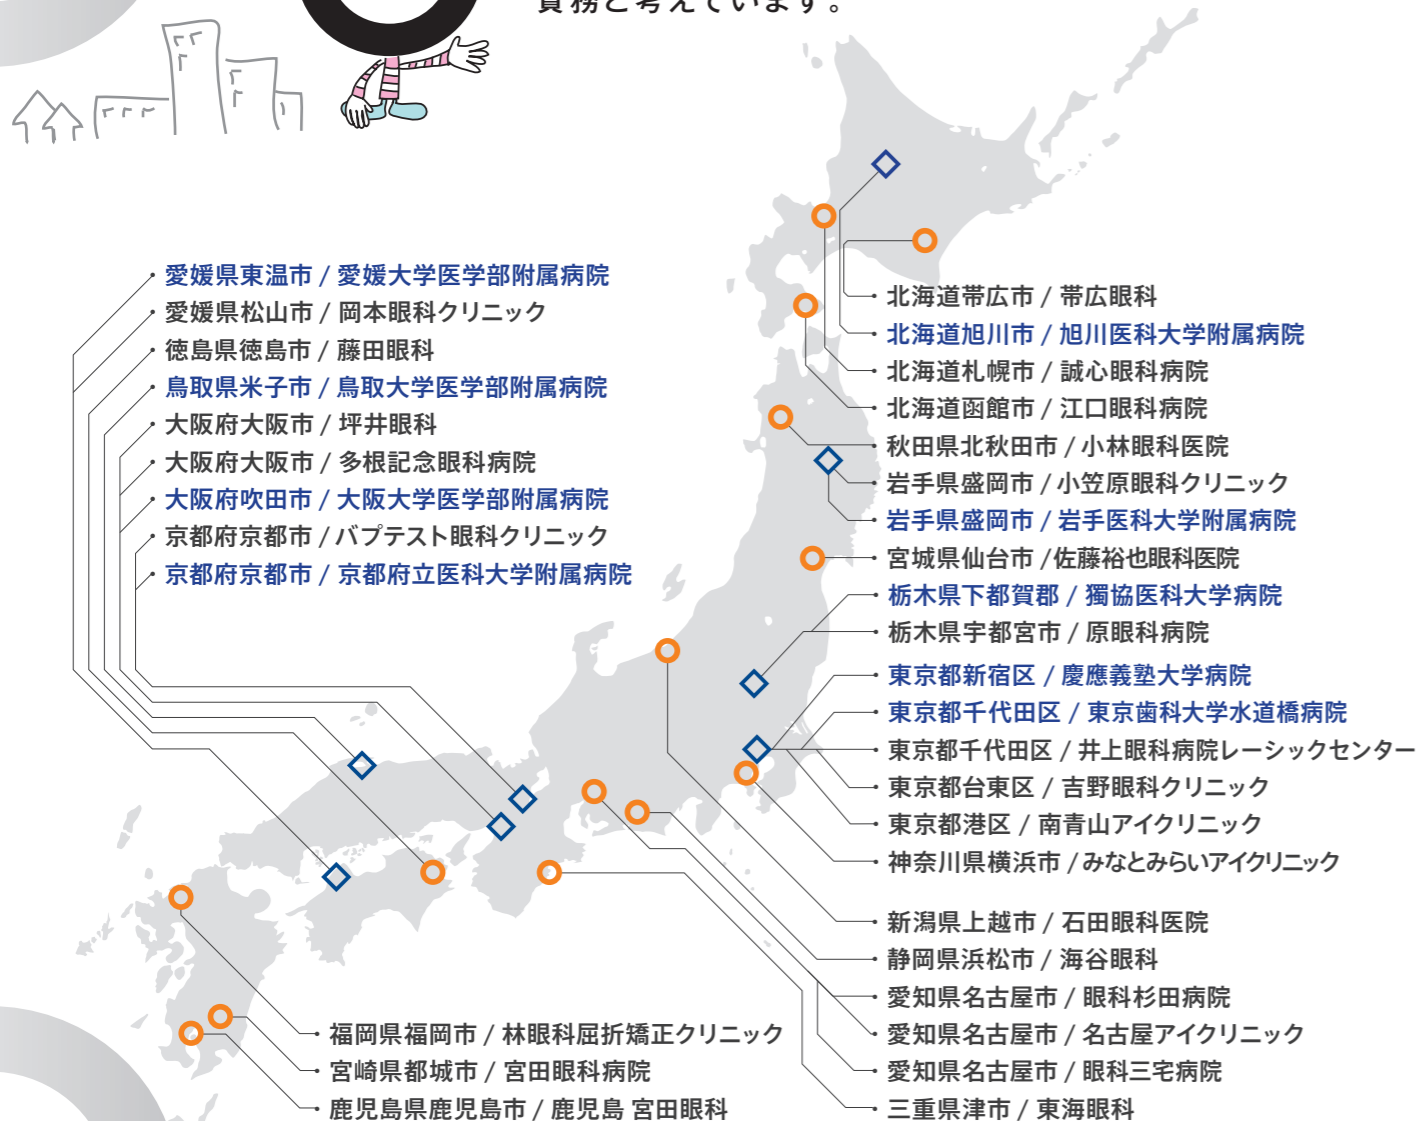 責務と考えています。
愛媛県東温市 / 愛媛大学医学部附属病院
愛媛県松山市 / 岡本眼科クリニック
徳島県徳島市 / 藤田眼科
鳥取県米子市 / 鳥取大学医学部附属病院
大阪府大阪市 / 坪井眼科
大阪府大阪市 / 多根記念眼科病院
大阪府吹田市 / 大阪大学医学部附属病院
京都府京都市 / バプテスト眼科クリニック
京都府京都市 / 京都府立医科大学附属病院
北海道帯広市 / 帯広眼科
北海道旭川市 / 旭川医科大学附属病院
北海道札幌市 / 誠心眼科病院
北海道函館市 / 江口眼科病院
秋田県北秋田市 / 小林眼科医院
岩手県盛岡市 / 小笠原眼科クリニック
岩手県盛岡市 / 岩手医科大学附属病院
宮城県仙台市 / 佐藤裕也眼科医院
栃木県下都賀郡 / 獨協医科大学病院
栃木県宇都宮市 / 原眼科病院
東京都新宿区 / 慶應義塾大学病院
東京都千代田区 / 東京歯科大学水道橋病院
東京都千代田区 / 井上眼科病院レーシックセンター
東京都台東区 / 吉野眼科クリニック
東京都港区 / 南青山アイクリニック
神奈川県横浜市 / みなとみらいアイクリニック
新潟県上越市 / 石田眼科医院
静岡県浜松市 / 海谷眼科
愛知県名古屋市 / 眼科杉田病院
愛知県名古屋市 / 名古屋アイクリニック
愛知県名古屋市 / 眼科三宅病院
三重県津市 / 東海眼科
福岡県福岡市 / 林眼科屈折矯正クリニック
宮崎県都城市 / 宮田眼科病院
鹿児島県鹿児島市 / 鹿児島 宮田眼科